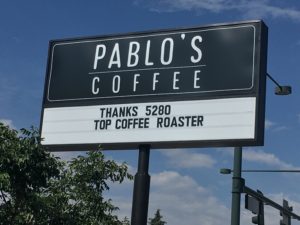 PABLO'S
COFFEE
THANKS 5280
TOP COFFEE ROASTER